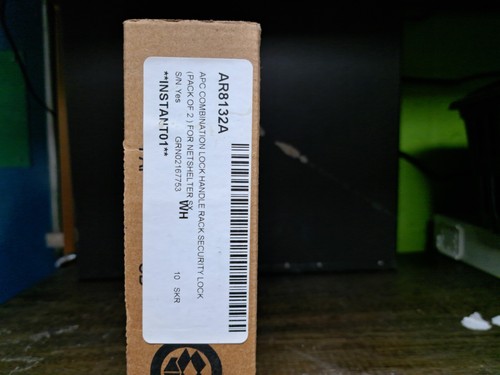 AR8132A
APC COMBINATION LOCK HANDLE RACK SECURITY LOCK
(PACK OF 2 ) FOR NETSHELTER SX
WH
S/N Yes GRN02167753 10 SKR
**INSTANT01**